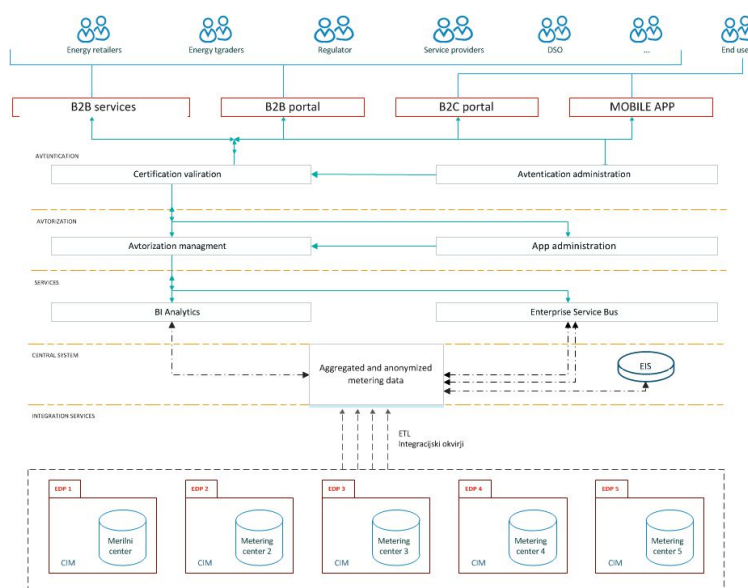 Energy retailers
Energy tgraders
Regulator
Service providers
DSO
...
End use
B2B services
B2B portal
B2C portal
MOBILE APP
AVTENTICATION
Certification valiration
Avtentication administration
AVTORIZATION
Avtorization managment
App administration
SERVICES
BI Analytics
Enterprise Service Bus
CENTRAL SYSTEM
Aggregated and anonymized
metering data
EIS
INTEGRATION SERVICES
ETL
Integracijski okvirji
EDP 1
EDP 2
EDP 3
EDP 4
EDP 5
Merilni
center
Metering
center 2
Metering
center 3
Metering
center 4
Metering
center 5
CIM
CIM
CIM
CIM
CIM